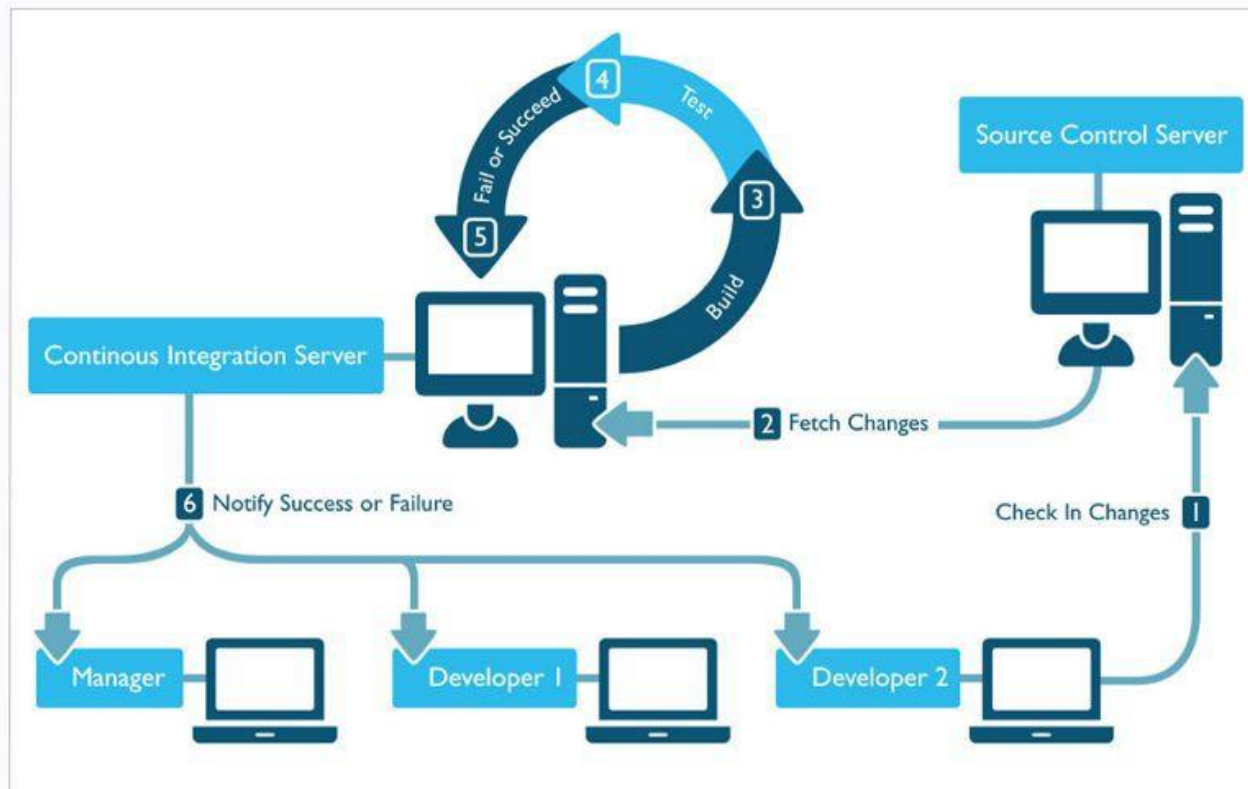 4
Test
Fail or Succeed
Source Control Server
3
5
Build
Continous Integration Server
2 Fetch Changes
6 Notify Success or Failure
Check In Changes 1
Manager
Developer 1
Developer 2